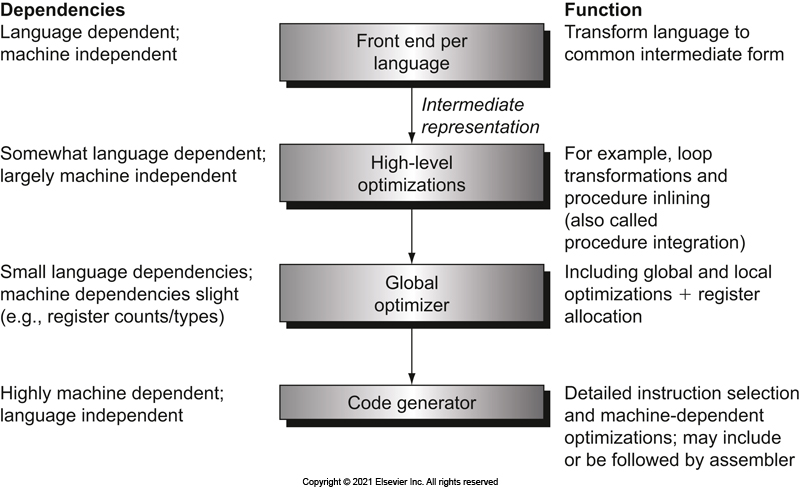 Dependencies
Function
Language dependent;
machine independent
Front end per
language
Transform language to
common intermediate form
Intermediate
representation
Somewhat language dependent;
largely machine independent
High-level
optimizations
For example, loop
transformations and
procedure inlining
(also called
procedure integration)
Small language dependencies;
machine dependencies slight
(e.g., register counts/types)
Global
optimizer
Including global and local
optimizations + register
allocation
Highly machine dependent;
language independent
Code generator
Detailed instruction selection
and machine-dependent
optimizations; may include
or be followed by assembler
Copyright © 2021 Elsevier Inc. All rights reserved